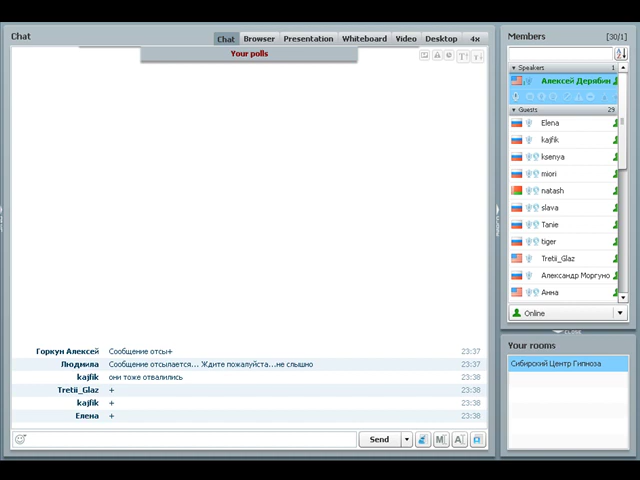 Chat
Chat Browser Presentation Whiteboard Video Desktop 4x
Your polls
Горкун Алексей Сообщение отсы+ 23:37
Людмила Сообщение отсылается... Ждите пожалуйста...не слышно 23:37
kajfik они тоже отвалились 23:38
Tretii_Glaz + 23:38
kajfik + 23:38
Елена + 23:38
Send
Members [30/1]
Speakers 1
Алексей Дерябин
Guests 29
Elena
kajfik
ksenya
miori
natash
slava
Tanie
tiger
Tretii_Glaz
Александр Моргуно
Анна
Online
Your rooms
Сибирский Центр Гипноза